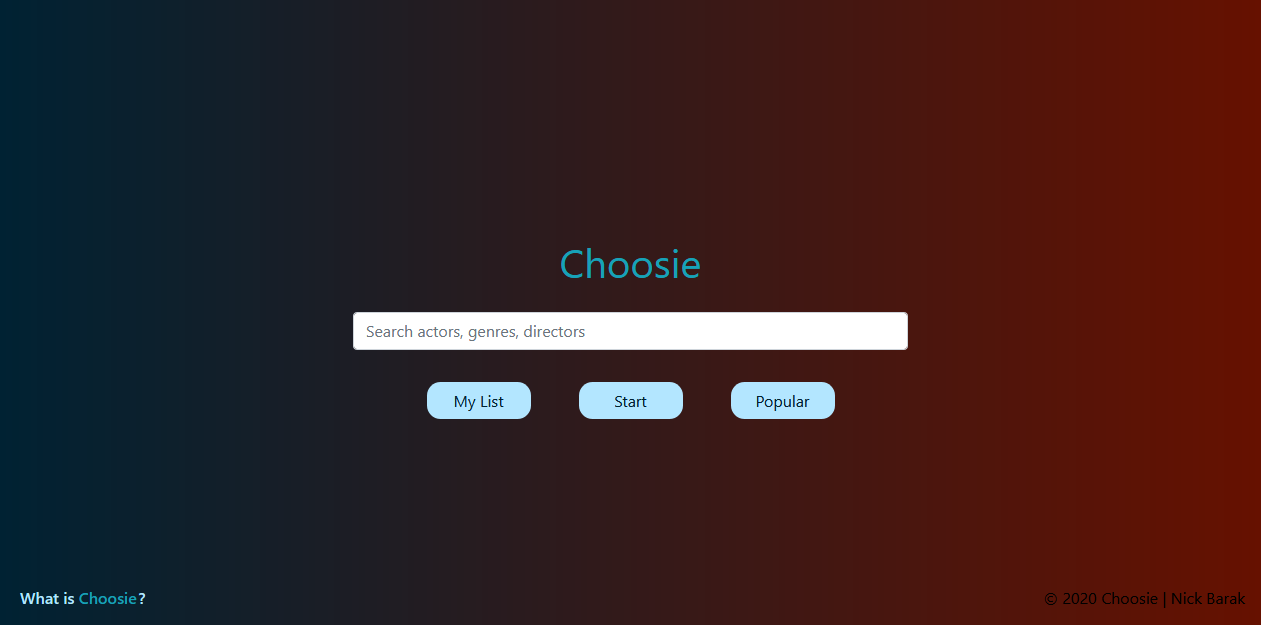 Choosie
Search actors, genres, directors
My List
Start
Popular
What is Choosie?
© 2020 Choosie | Nick Barak